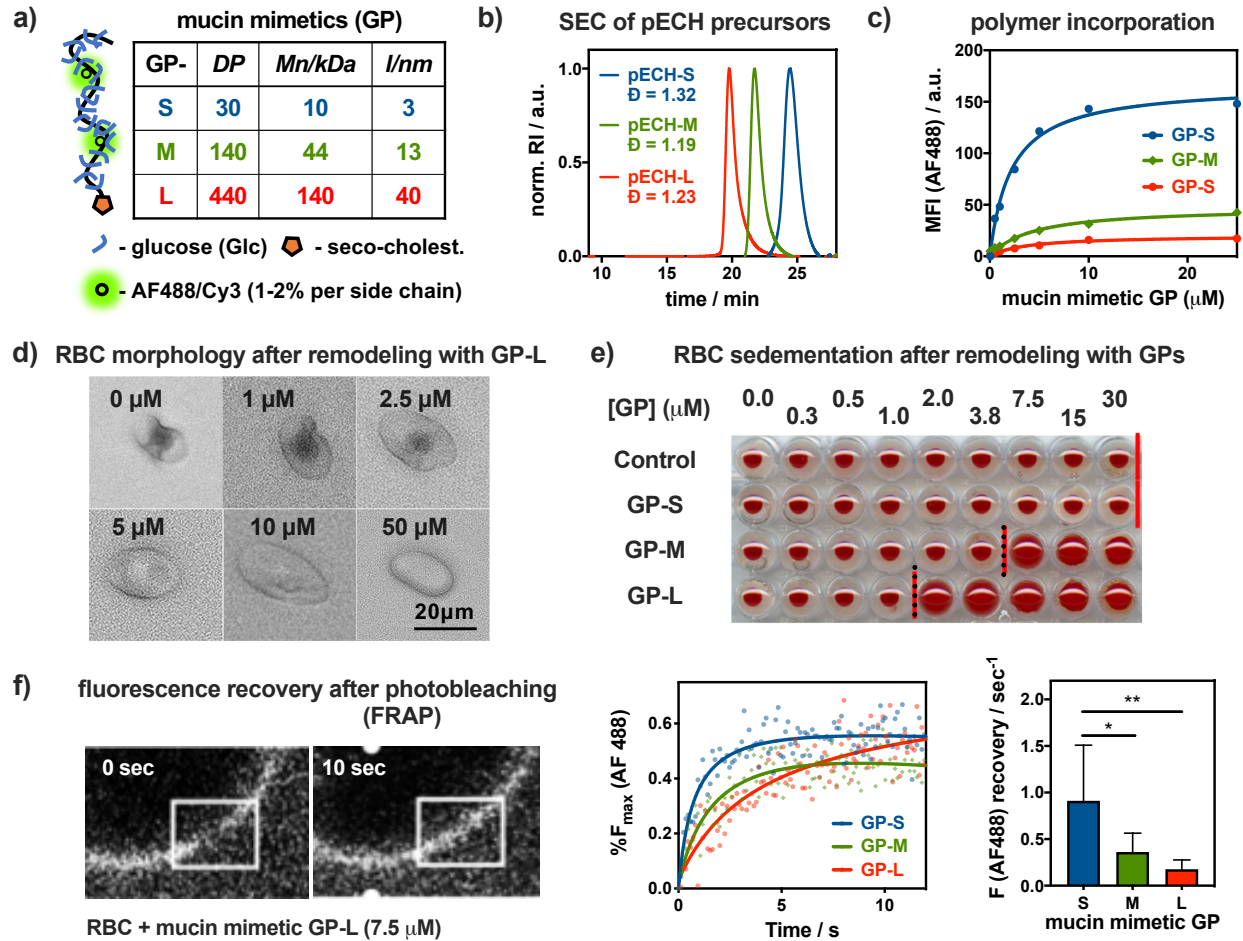 a)
mucin mimetics (GP)
GP- DP Mn/kDa l/nm
S 30 10 3
M 140 44 13
L 440 140 40
- glucose (Glc) - seco-cholest.
- AF488/Cy3 (1-2% per side chain)
b)
SEC of pECH precursors
norm. RI / a.u.
1.0
0.5
0.0
pECH-S
Đ = 1.32
pECH-M
Đ = 1.19
pECH-L
Đ = 1.23
10 15 20 25
time / min
c)
polymer incorporation
MFI (AF488) / a.u.
200
150
100
50
0
GP-S
GP-M
GP-S
0 10 20
mucin mimetic GP (μM)
d)
RBC morphology after remodeling with GP-L
0 μM 1 μM 2.5 μM
5 μM 10 μM 50 μM
20μm
e)
RBC sedementation after remodeling with GPs
[GP] (μM) 0.0 0.3 0.5 1.0 2.0 3.8 7.5 15 30
Control
GP-S
GP-M
GP-L
f)
fluorescence recovery after photobleaching
(FRAP)
0 sec 10 sec
RBC + mucin mimetic GP-L (7.5 μM)
%Fmax (AF 488)
0.6
0.4
0.2
0.0
GP-S
GP-M
GP-L
0 5 10
Time / s
F (AF488) recovery / sec-1
2.0
1.5
1.0
0.5
0.0
**
*
S M L
mucin mimetic GP